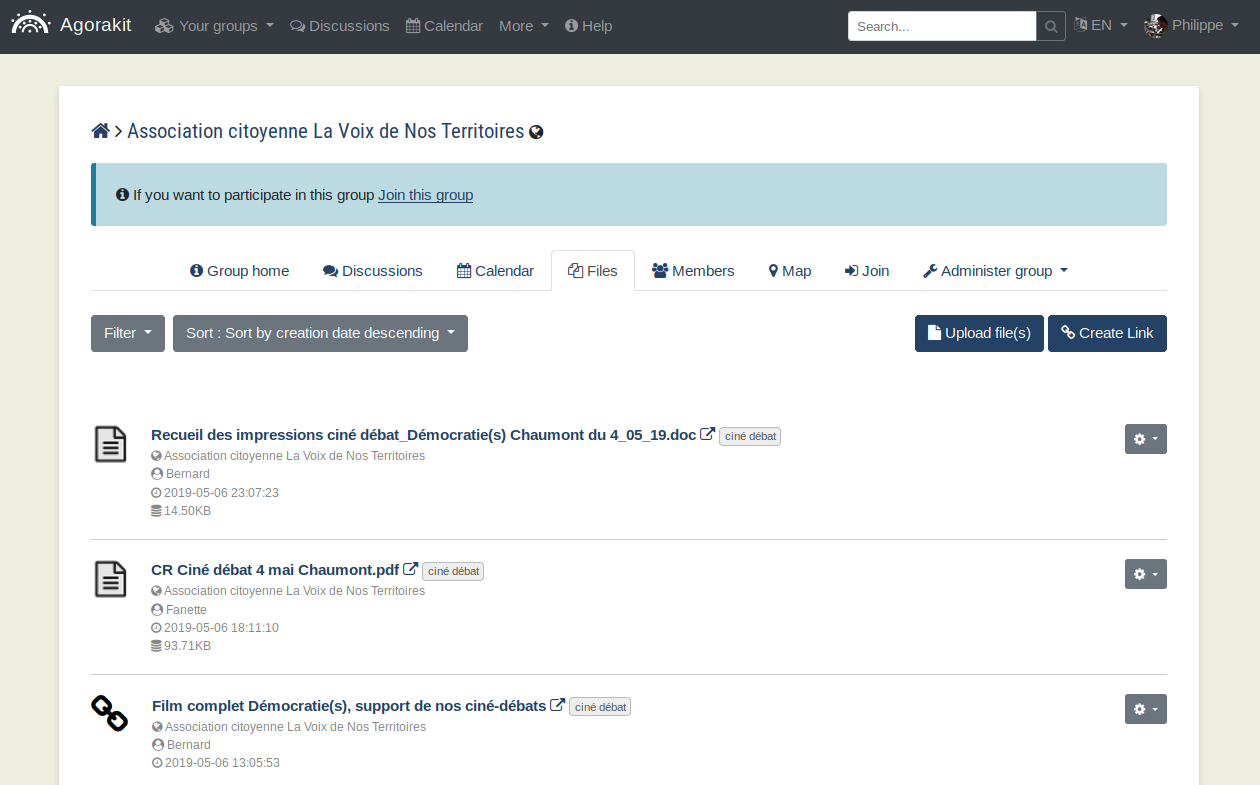 Agorakit Your groups Discussions Calendar More Help Search... EN Philippe
Association citoyenne La Voix de Nos Territoires
If you want to participate in this group Join this group
Group home Discussions Calendar Files Members Map Join Administer group
Filter Sort : Sort by creation date descending Upload file(s) Create Link
Recueil des impressions ciné débat_Démocratie(s) Chaumont du 4_05_19.doc ciné débat
Association citoyenne La Voix de Nos Territoires
Bernard
2019-05-06 23:07:23
14.50KB
CR Ciné débat 4 mai Chaumont.pdf ciné débat
Association citoyenne La Voix de Nos Territoires
Fanette
2019-05-06 18:11:10
93.71KB
Film complet Démocratie(s), support de nos ciné-débats ciné débat
Association citoyenne La Voix de Nos Territoires
Bernard
2019-05-06 13:05:53